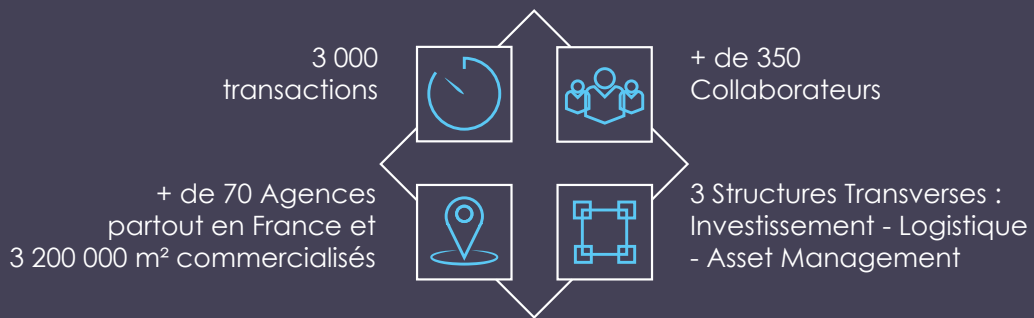 3 000
transactions
+ de 350
Collaborateurs
+ de 70 Agences
partout en France et
3 200 000 m² commercialisés
3 Structures Transverses :
Investissement - Logistique
- Asset Management